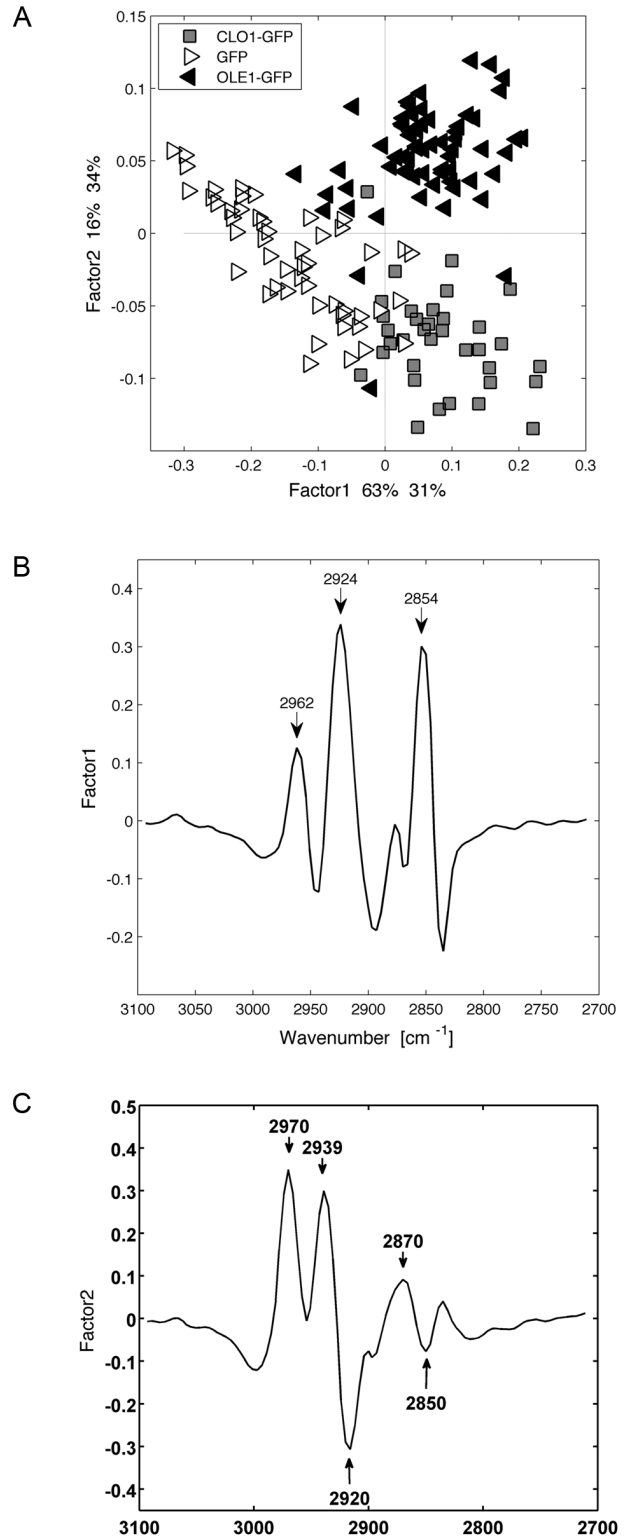 A
0.15
0.1
0.05
0
-0.05
-0.1
Factor2 16% 34%
CLO1-GFP
GFP
OLE1-GFP
-0.3 -0.2 -0.1 0 0.1 0.2 0.3
Factor1 63% 31%
B
0.4
0.3
0.2
0.1
0
-0.1
-0.2
Factor1
2924
2854
2962
3100 3050 3000 2950 2900 2850 2800 2750 2700
Wavenumber [cm -1]
C
0.5
0.4
0.3
0.2
0.1
0
-0.1
-0.2
-0.3
-0.4
Factor2
2970
2939
2870
2850
2920
3100 3000 2900 2800 2700